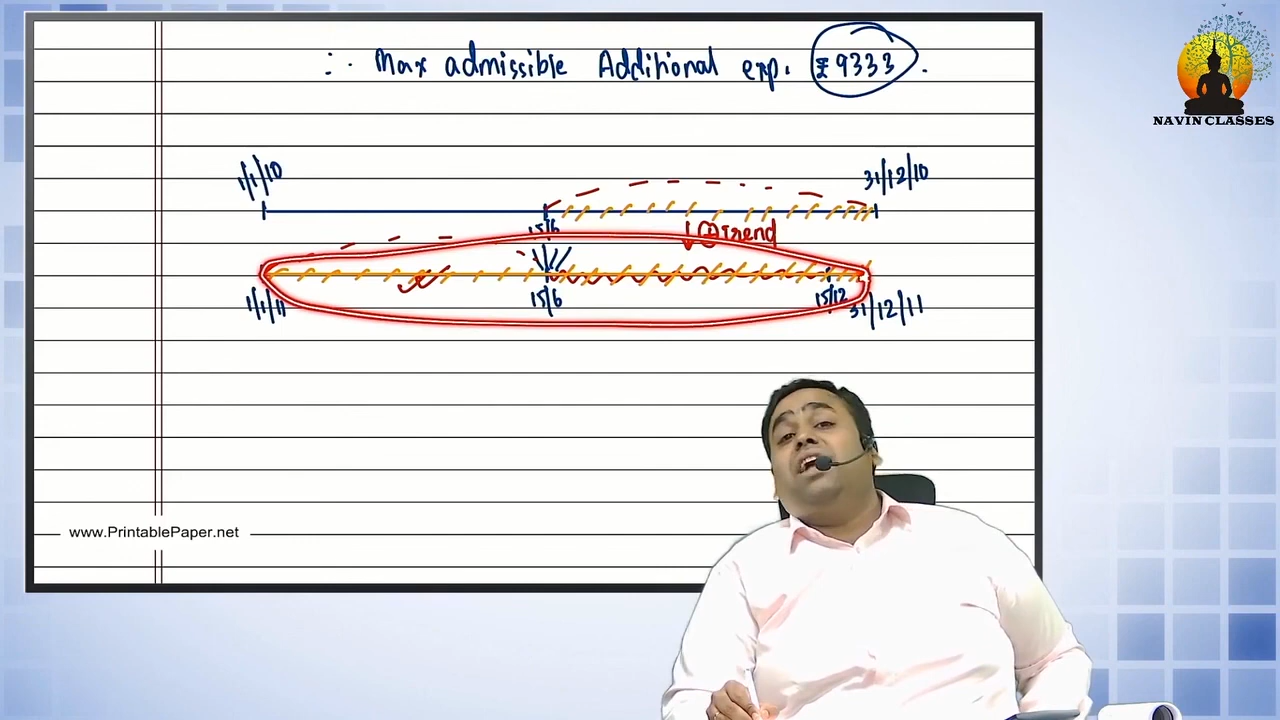 ∴ Max admissible Additional exp. ₹9333.
NAVIN CLASSES
1/1/10
31/12/10
15/6
@Trend
1/1/11
15/6
15/12
31/12/11
www.PrintablePaper.net